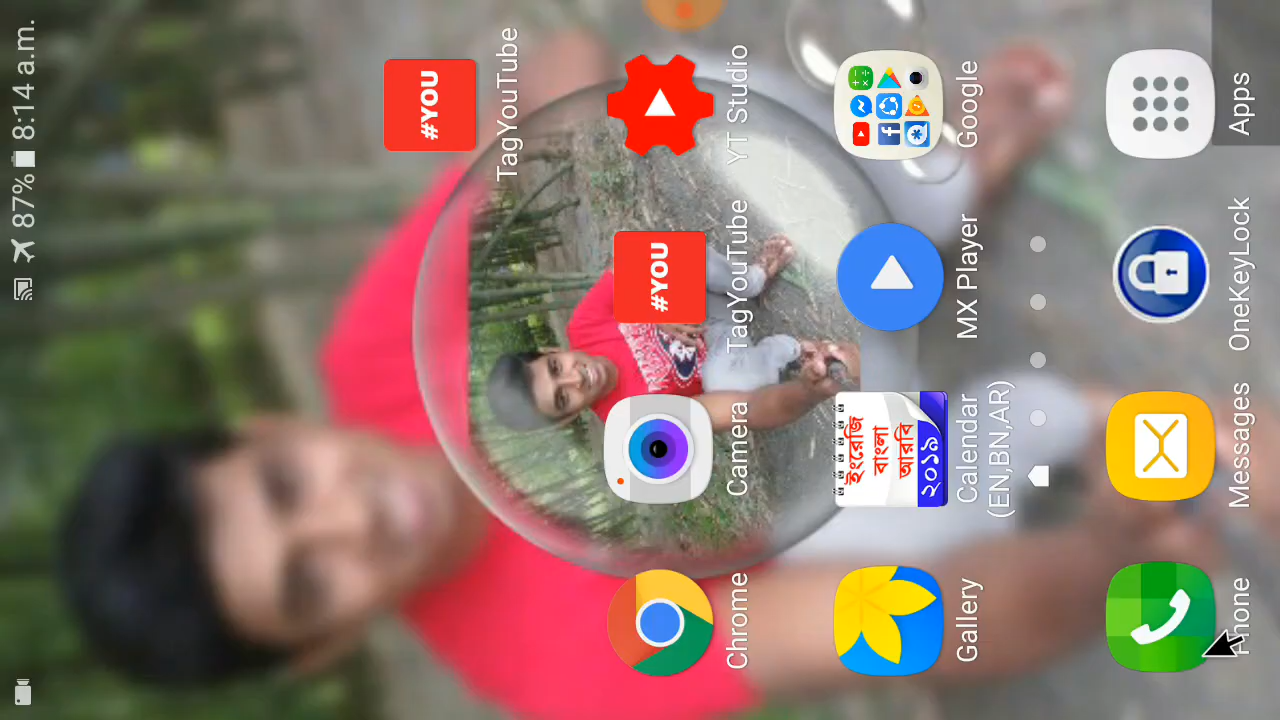 87% 8:14 a.m.
#YOU
TagYouTube
Chrome
Camera
#YOU
TagYouTube
YT Studio
Gallery
ইংরেজি
বাংলা
আরবি
২০১৯
Calendar
(EN,BN,AR)
MX Player
Google
Phone
Messages
OneKeyLock
Apps